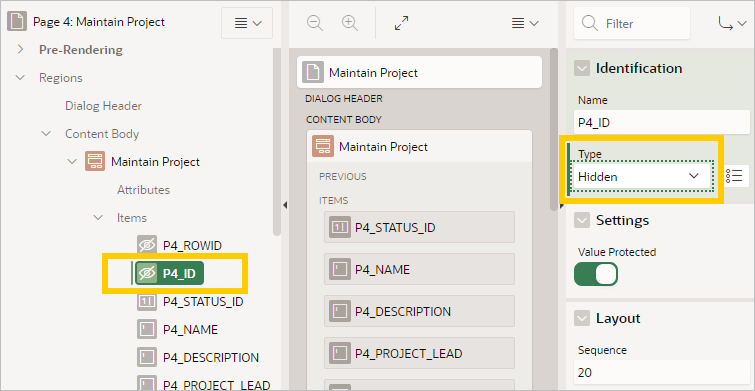 Page 4: Maintain Project
Pre-Rendering
Regions
Dialog Header
Content Body
Maintain Project
Attributes
Items
P4_ROWID
P4_ID
P4_STATUS_ID
P4_NAME
P4_DESCRIPTION
P4_PROJECT_LEAD
Maintain Project
DIALOG HEADER
CONTENT BODY
Maintain Project
PREVIOUS
ITEMS
P4_STATUS_ID
P4_NAME
P4_DESCRIPTION
P4_PROJECT_LEAD
Filter
Identification
Name
P4_ID
Type
Hidden
Settings
Value Protected
Layout
Sequence
20